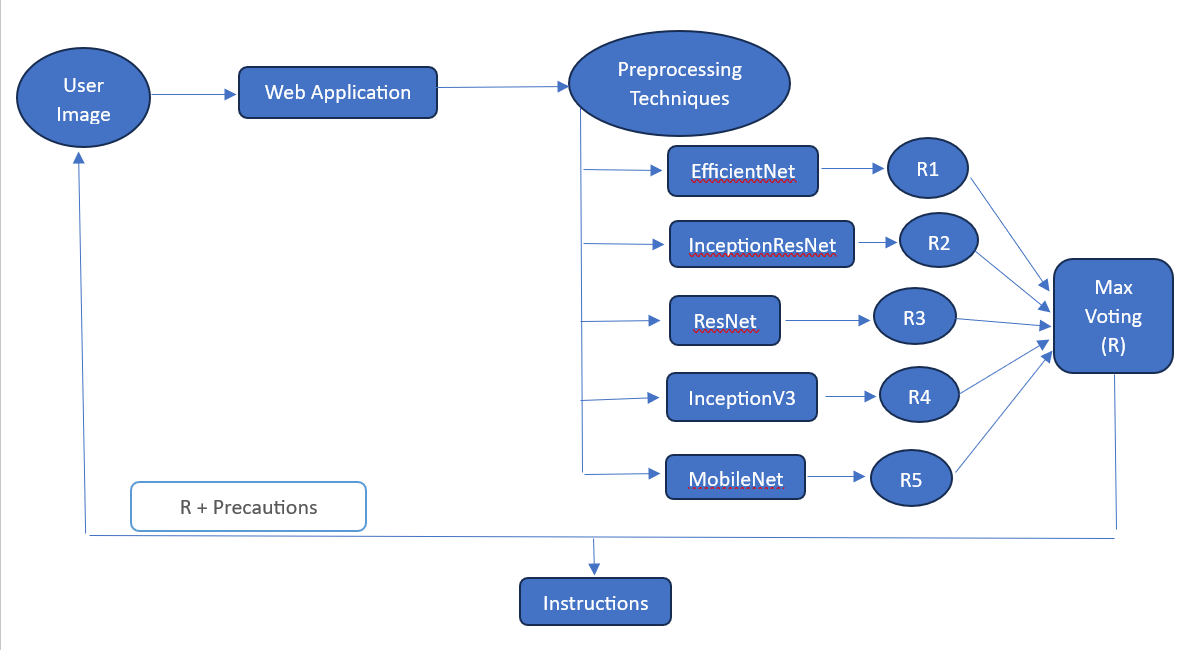 User
Image
Web Application
Preprocessing
Techniques
EfficientNet
R1
InceptionResNet
R2
ResNet
R3
InceptionV3
R4
MobileNet
R5
Max
Voting
(R)
R + Precautions
Instructions